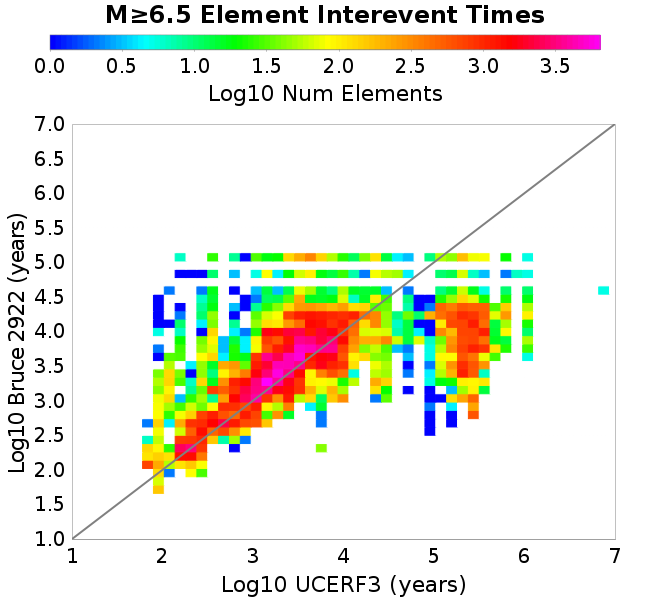 M≥6.5 Element Interevent Times
0.0 0.5 1.0 1.5 2.0 2.5 3.0 3.5
Log10 Num Elements
7.0
6.5
6.0
5.5
5.0
4.5
4.0
3.5
3.0
2.5
2.0
1.5
1.0
Log10 Bruce 2922 (years)
1 2 3 4 5 6 7
Log10 UCERF3 (years)